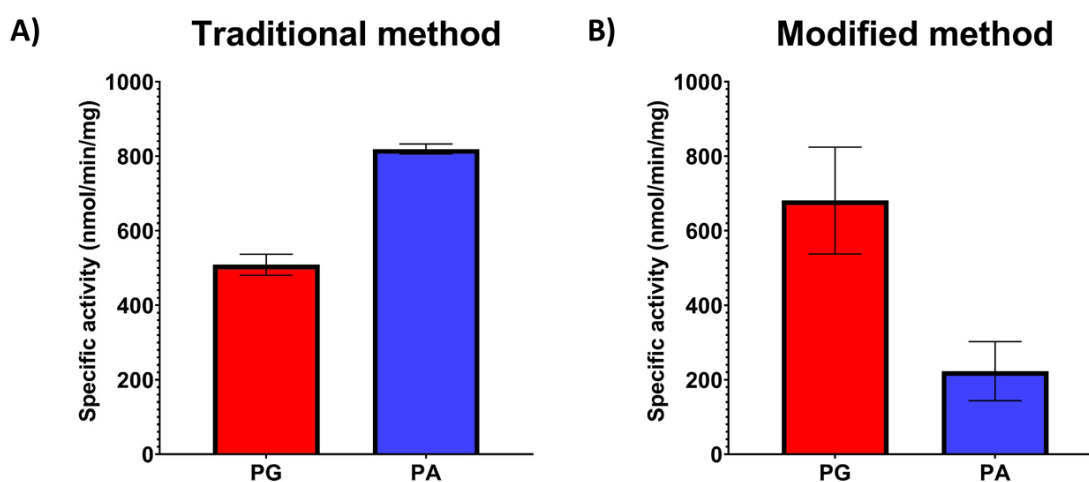 A)
Traditional method
Specific activity (nmol/min/mg)
1000
800
600
400
200
0
PG
PA
B)
Modified method
Specific activity (nmol/min/mg)
1000
800
600
400
200
0
PG
PA